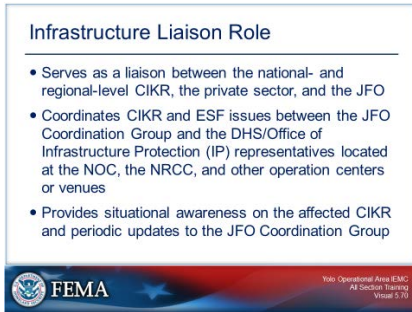 Infrastructure Liaison Role
• Serves as a liaison between the national- and
regional-level CIKR, the private sector, and the JFO
• Coordinates CIKR and ESF issues between the JFO
Coordination Group and the DHS/Office of
Infrastructure Protection (IP) representatives located
at the NOC, the NRCC, and other operation centers
or venues
• Provides situational awareness on the affected CIKR
and periodic updates to the JFO Coordination Group
FEMA
Yolo Operational Area IEMC
All Section Training
Visual 5.70